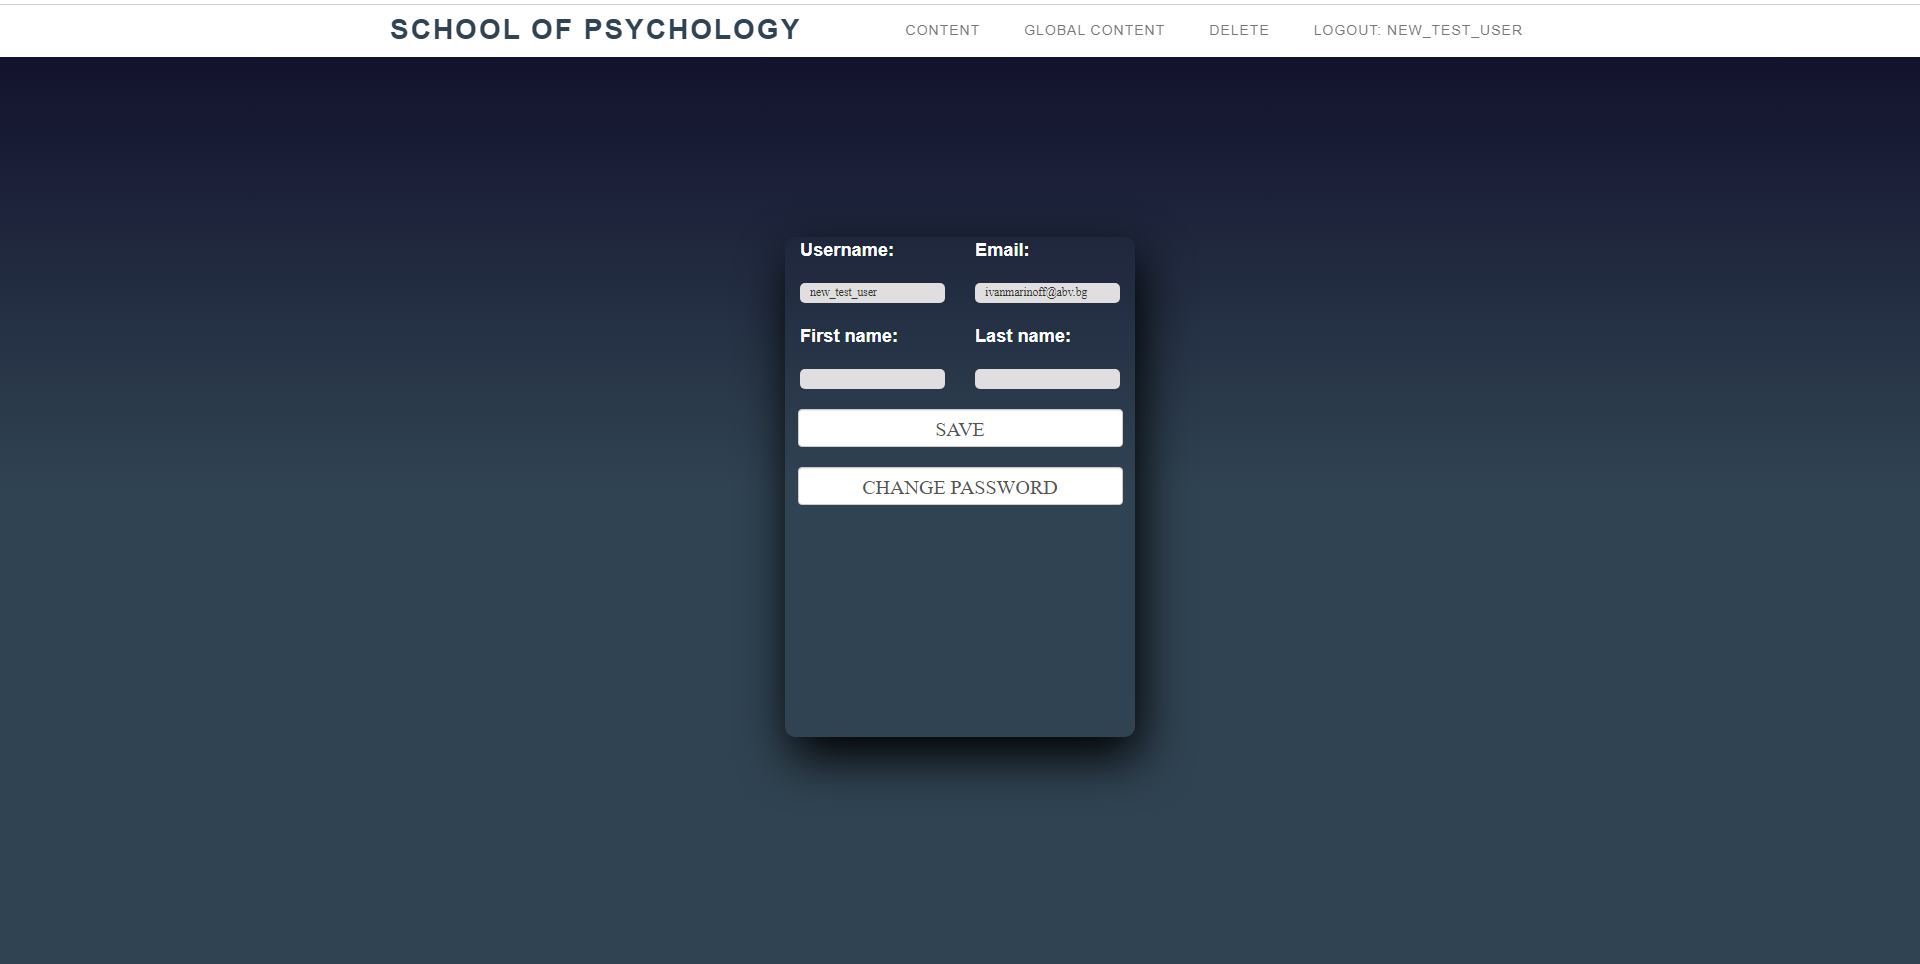 SCHOOL OF PSYCHOLOGY CONTENT GLOBAL CONTENT DELETE LOGOUT: NEW_TEST_USER
Username: Email:
new_test_user ivanmarinoff@abv.bg
First name: Last name:
SAVE
CHANGE PASSWORD